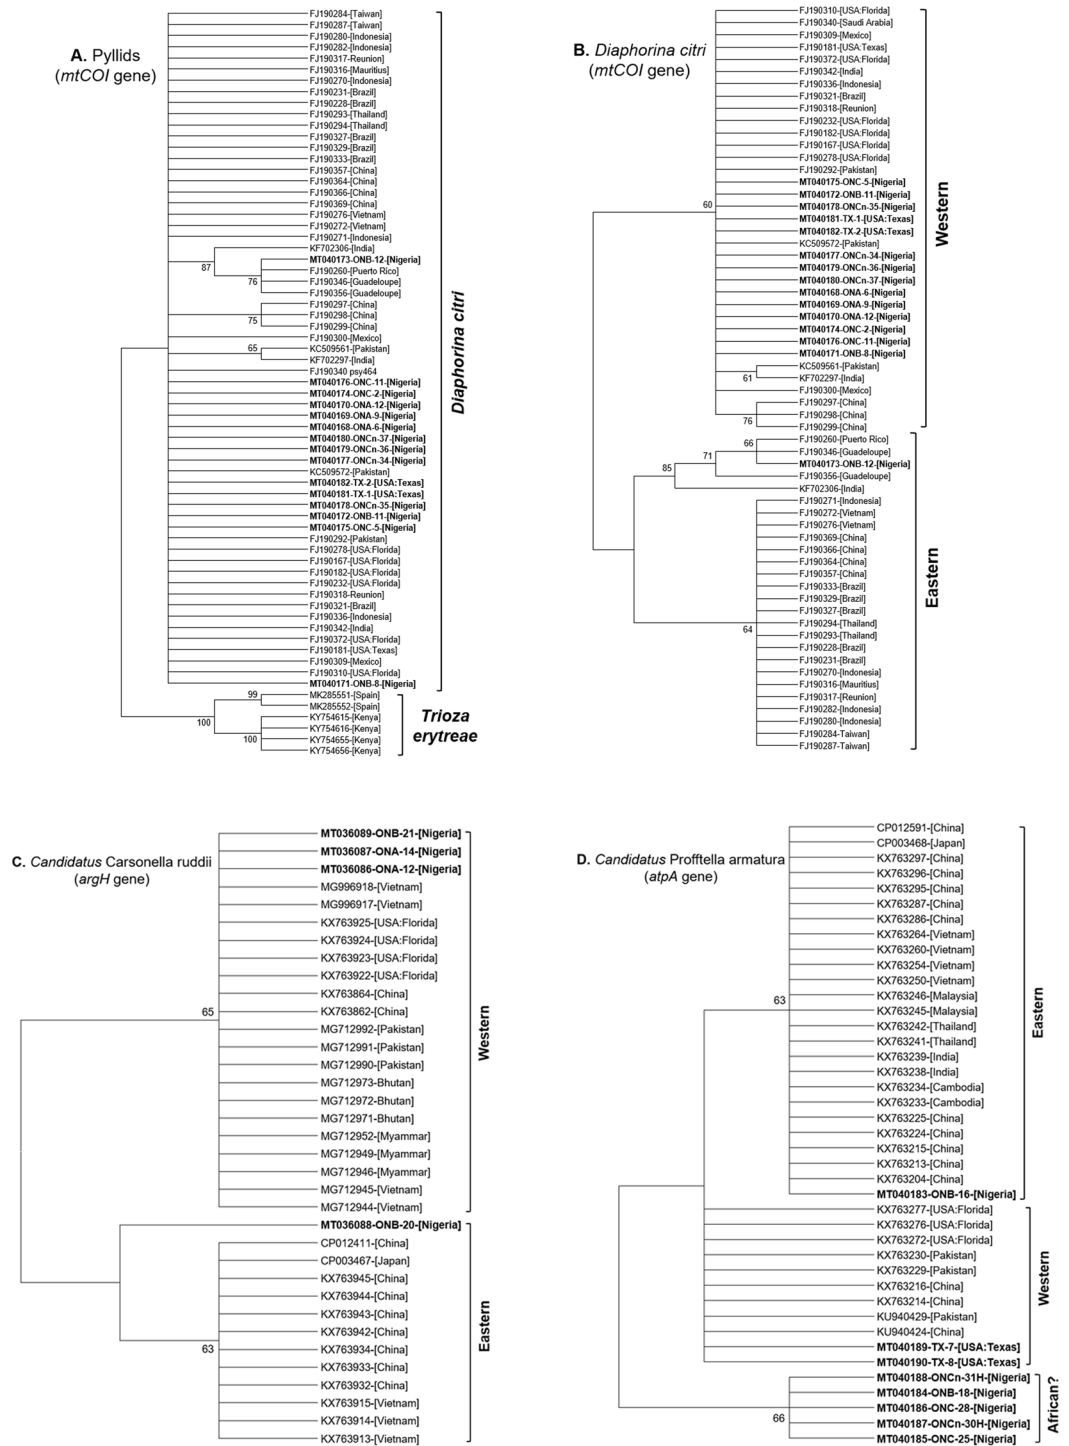 A. Pyllids
(mtCOI gene)
FJ190284-[Taiwan]
FJ190287-[Taiwan]
FJ190280-[Indonesia]
FJ190282-[Indonesia]
FJ190317-Reunion]
FJ190316-[Mauritius]
FJ190270-[Indonesia]
FJ190231-[Brazil]
FJ190228-[Brazil]
FJ190293-[Thailand]
FJ190294-[Thailand]
FJ190327-[Brazil]
FJ190329-[Brazil]
FJ190333-[Brazil]
FJ190357-[China]
FJ190364-[China]
FJ190366-[China]
FJ190369-[China]
FJ190276-[Vietnam]
FJ190272-[Vietnam]
FJ190271-[Indonesia]
KF702306-[India]
87
MT040173-ONB-12-[Nigeria]
FJ190260-[Puerto Rico]
76
FJ190346-[Guadeloupe]
FJ190356-[Guadeloupe]
FJ190297-[China]
FJ190298-[China]
75
FJ190299-[China]
FJ190300-[Mexico]
65
KC509561-[Pakistan]
KF702297-[India]
FJ190340 psy464
MT040176-ONC-11-[Nigeria]
MT040174-ONC-2-[Nigeria]
MT040170-ONA-12-[Nigeria]
MT040169-ONA-9-[Nigeria]
MT040168-ONA-6-[Nigeria]
MT040180-ONCn-37-[Nigeria]
MT040179-ONCn-36-[Nigeria]
MT040177-ONCn-34-[Nigeria]
KC509572-[Pakistan]
MT040182-TX-2-[USA:Texas]
MT040181-TX-1-[USA:Texas]
MT040178-ONCn-35-[Nigeria]
MT040172-ONB-11-[Nigeria]
MT040175-ONC-5-[Nigeria]
FJ190292-[Pakistan]
FJ190278-[USA:Florida]
FJ190167-[USA:Florida]
FJ190182-[USA:Florida]
FJ190232-[USA:Florida]
FJ190318-Reunion]
FJ190321-[Brazil]
FJ190336-[Indonesia]
FJ190342-[India]
FJ190372-[USA:Florida]
FJ190181-[USA:Texas]
FJ190309-[Mexico]
FJ190310-[USA:Florida]
MT040171-ONB-8-[Nigeria]
Diaphorina citri
99
MK285551-[Spain]
MK285552-[Spain]
100
KY754615-[Kenya]
KY754616-[Kenya]
100
KY754655-[Kenya]
KY754656-[Kenya]
Trioza
erytreae
B. Diaphorina citri
(mtCOI gene)
FJ190310-[USA:Florida]
FJ190340-[Saudi Arabia]
FJ190309-[Mexico]
FJ190181-[USA:Texas]
FJ190372-[USA:Florida]
FJ190342-[India]
FJ190336-[Indonesia]
FJ190321-[Brazil]
FJ190318-[Reunion]
FJ190232-[USA:Florida]
FJ190182-[USA:Florida]
FJ190167-[USA:Florida]
FJ190278-[USA:Florida]
FJ190292-[Pakistan]
MT040175-ONC-5-[Nigeria]
MT040172-ONB-11-[Nigeria]
60
MT040178-ONCn-35-[Nigeria]
MT040181-TX-1-[USA:Texas]
MT040182-TX-2-[USA:Texas]
KC509572-[Pakistan]
MT040177-ONCn-34-[Nigeria]
MT040179-ONCn-36-[Nigeria]
MT040180-ONCn-37-[Nigeria]
MT040168-ONA-6-[Nigeria]
MT040169-ONA-9-[Nigeria]
MT040170-ONA-12-[Nigeria]
MT040174-ONC-2-[Nigeria]
MT040176-ONC-11-[Nigeria]
MT040171-ONB-8-[Nigeria]
KC509561-[Pakistan]
61
KF702297-[India]
FJ190300-[Mexico]
FJ190297-[China]
FJ190298-[China]
76
FJ190299-[China]
Western
FJ190260-[Puerto Rico]
66
FJ190346-[Guadeloupe]
71
MT040173-ONB-12-[Nigeria]
85
FJ190356-[Guadeloupe]
KF702306-[India]
FJ190271-[Indonesia]
FJ190272-[Vietnam]
FJ190276-[Vietnam]
FJ190369-[China]
FJ190366-[China]
FJ190364-[China]
FJ190357-[China]
FJ190333-[Brazil]
FJ190329-[Brazil]
FJ190327-[Brazil]
FJ190294-[Thailand]
64
FJ190293-[Thailand]
FJ190228-[Brazil]
FJ190231-[Brazil]
FJ190270-[Indonesia]
FJ190316-[Mauritius]
FJ190317-[Reunion]
FJ190282-[Indonesia]
FJ190280-[Indonesia]
FJ190284-Taiwan]
FJ190287-Taiwan]
Eastern
C. Candidatus Carsonella ruddii
(argH gene)
MT036089-ONB-21-[Nigeria]
MT036087-ONA-14-[Nigeria]
MT036086-ONA-12-[Nigeria]
MG996918-[Vietnam]
MG996917-[Vietnam]
KX763925-[USA:Florida]
KX763924-[USA:Florida]
KX763923-[USA:Florida]
KX763922-[USA:Florida]
KX763864-[China]
65
KX763862-[China]
MG712992-[Pakistan]
MG712991-[Pakistan]
MG712990-[Pakistan]
MG712973-Bhutan]
MG712972-Bhutan]
MG712971-Bhutan]
MG712952-[Myammar]
MG712949-[Myammar]
MG712946-[Myammar]
MG712945-[Vietnam]
MG712944-[Vietnam]
Western
MT036088-ONB-20-[Nigeria]
CP012411-[China]
CP003467-[Japan]
KX763945-[China]
KX763944-[China]
KX763943-[China]
KX763942-[China]
63
KX763934-[China]
KX763933-[China]
KX763932-[China]
KX763915-[Vietnam]
KX763914-[Vietnam]
KX763913-[Vietnam]
Eastern
D. Candidatus Profftella armatura
(atpA gene)
CP012591-[China]
CP003468-[Japan]
KX763297-[China]
KX763296-[China]
KX763295-[China]
KX763287-[China]
KX763286-[China]
KX763264-[Vietnam]
KX763260-[Vietnam]
KX763254-[Vietnam]
KX763250-[Vietnam]
63
KX763246-[Malaysia]
KX763245-[Malaysia]
KX763242-[Thailand]
KX763241-[Thailand]
KX763239-[India]
KX763238-[India]
KX763234-[Cambodia]
KX763233-[Cambodia]
KX763225-[China]
KX763224-[China]
KX763215-[China]
KX763213-[China]
KX763204-[China]
MT040183-ONB-16-[Nigeria]
Eastern
KX763277-[USA:Florida]
KX763276-[USA:Florida]
KX763272-[USA:Florida]
KX763230-[Pakistan]
KX763229-[Pakistan]
KX763216-[China]
KX763214-[China]
KU940429-[Pakistan]
KU940424-[China]
MT040189-TX-7-[USA:Texas]
MT040190-TX-8-[USA:Texas]
Western
MT040188-ONCn-31H-[Nigeria]
MT040184-ONB-18-[Nigeria]
MT040186-ONC-28-[Nigeria]
66
MT040187-ONCn-30H-[Nigeria]
MT040185-ONC-25-[Nigeria]
African?